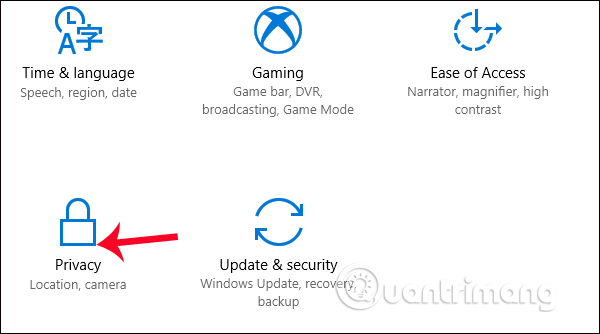 A字
Time & language
Speech, region, date
Gaming
Game bar, DVR,
broadcasting, Game Mode
Ease of Access
Narrator, magnifier, high
contrast
Privacy
Location, camera
Update & security
Windows Update, recovery,
backup
Quantrimang